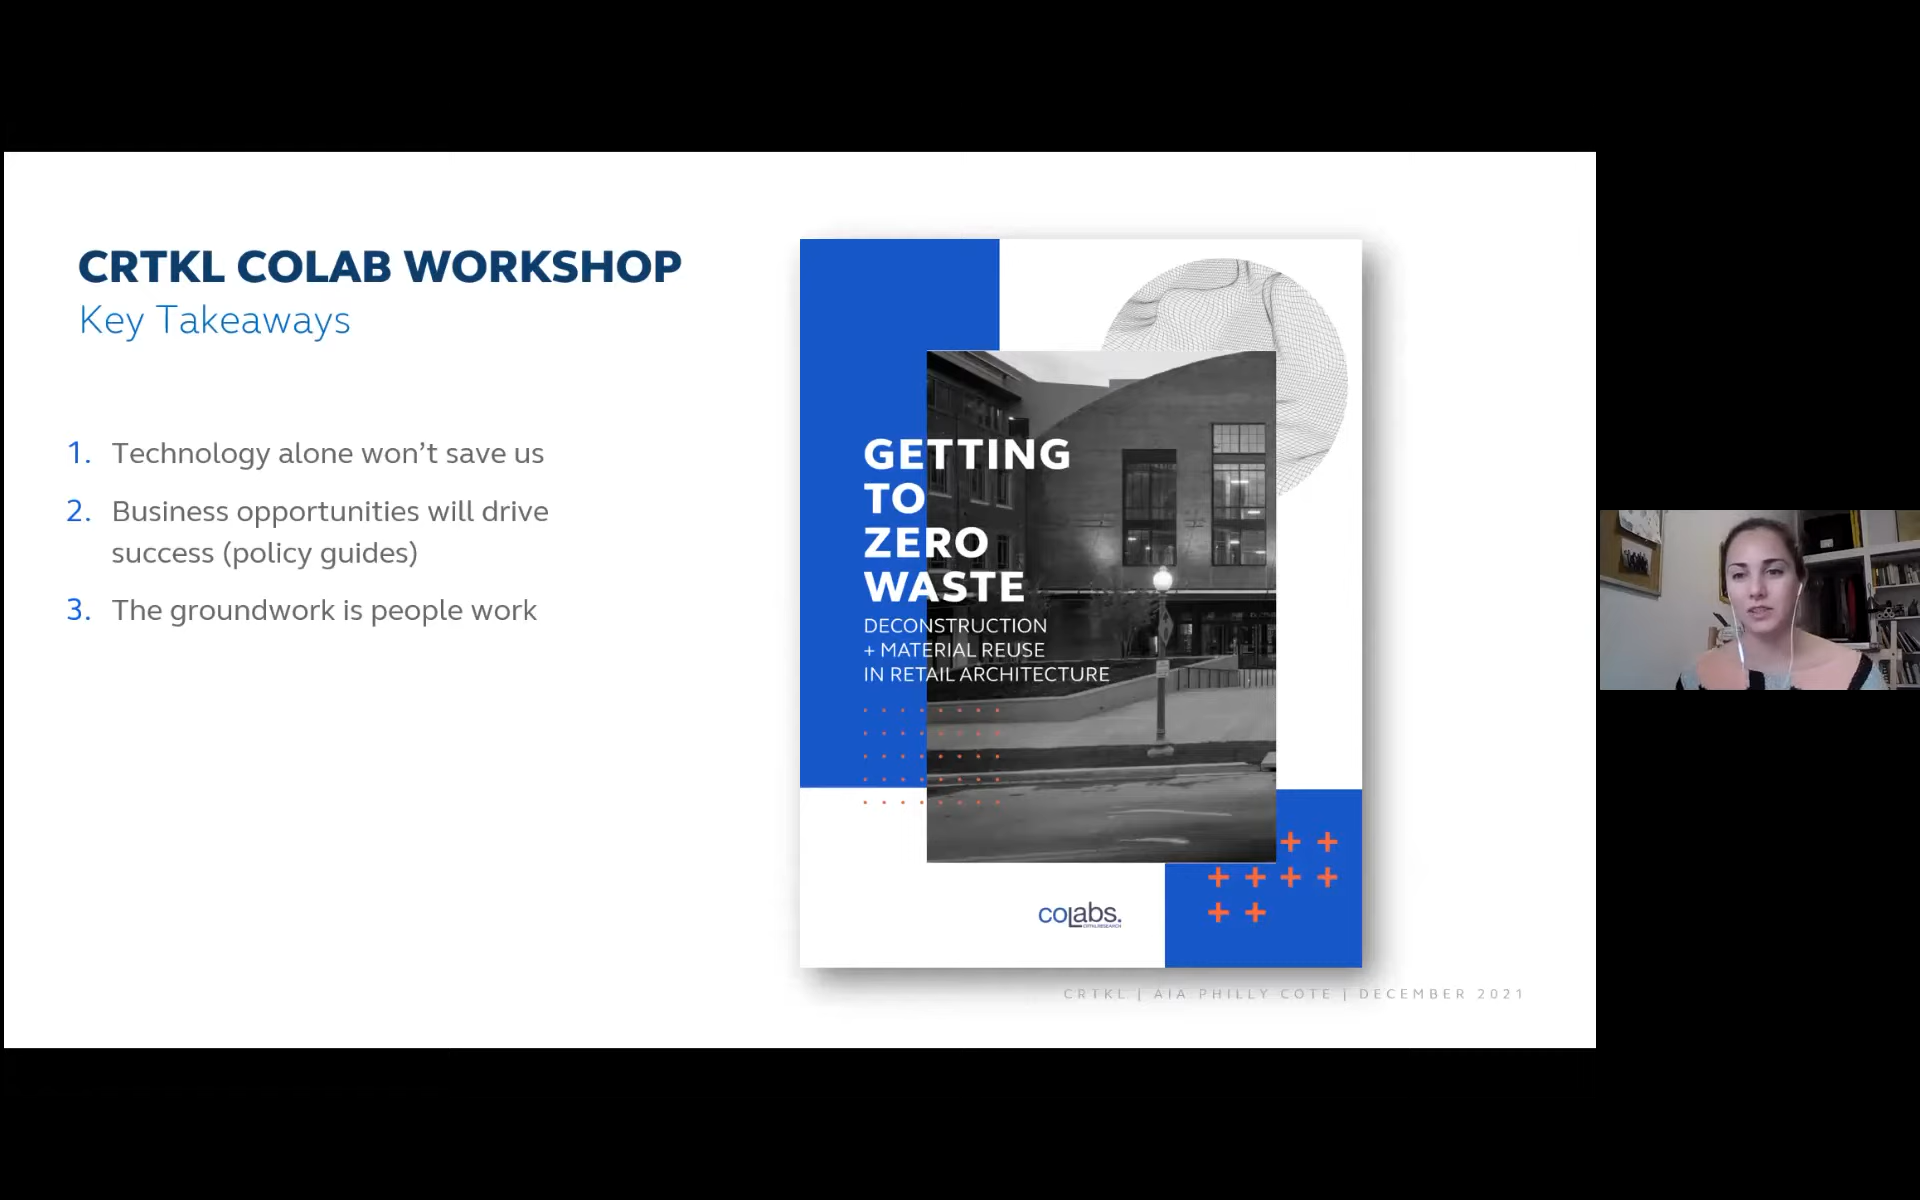 CRTKL COLAB WORKSHOP
Key Takeaways
1. Technology alone won’t save us
2. Business opportunities will drive
success (policy guides)
3. The groundwork is people work
GETTING
TO
ZERO
WASTE
DECONSTRUCTION
+ MATERIAL REUSE
IN RETAIL ARCHITECTURE
coLabs.
CRTKL | AIA PHILLY COTE | DECEMBER 2021